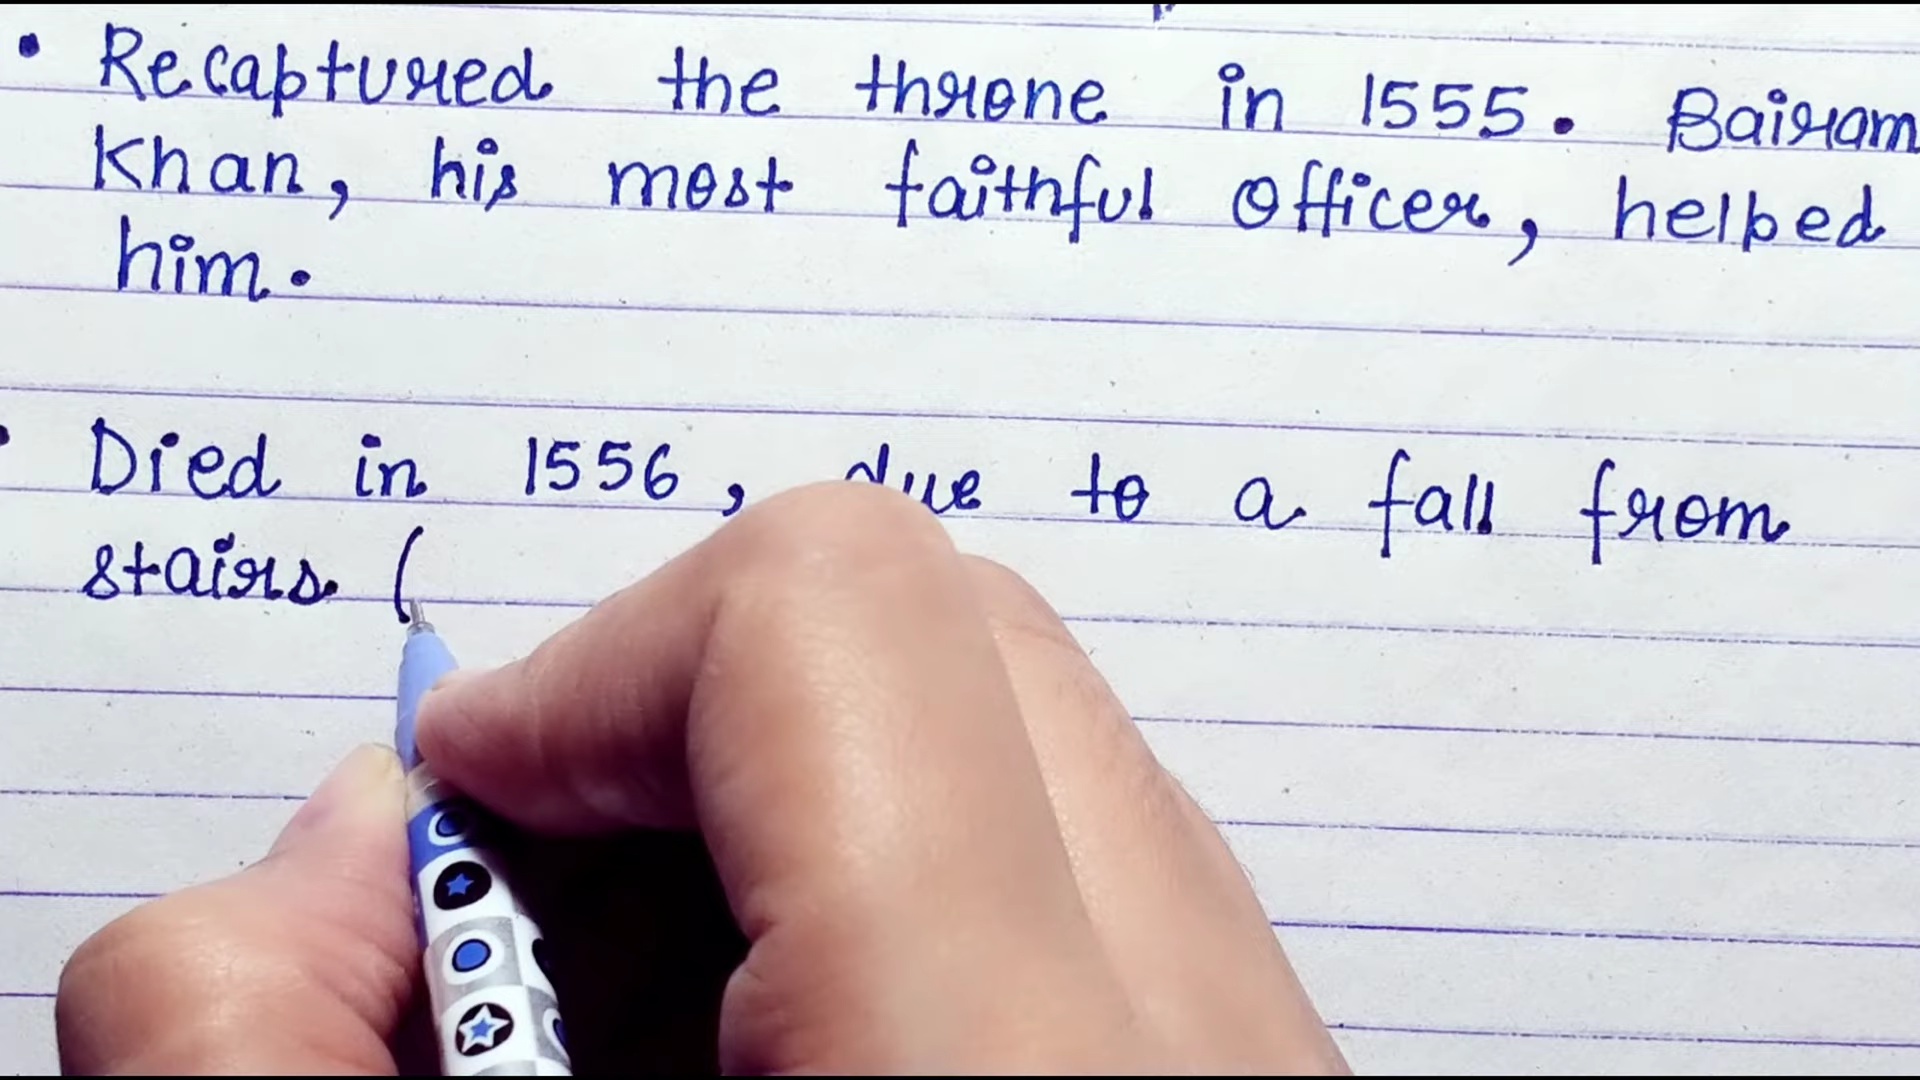 • Recaptured the throne in 1555. Bairam
Khan, his most faithful officer, helped
him.
• Died in 1556, due to a fall from
stairs (